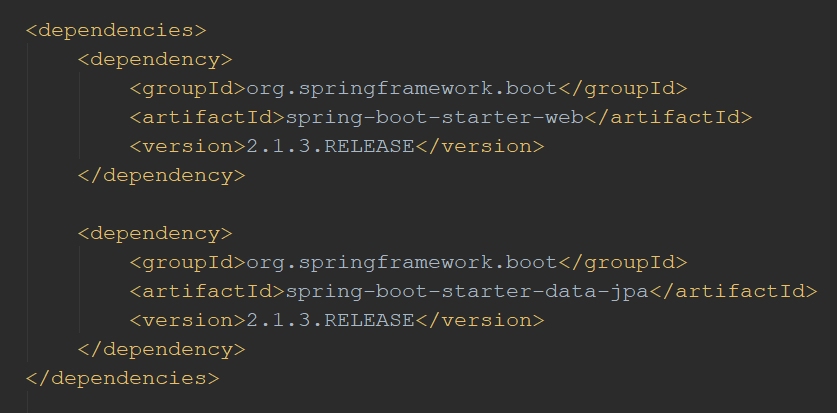 <dependencies>
<dependency>
<groupId>org.springframework.boot</groupId>
<artifactId>spring-boot-starter-web</artifactId>
<version>2.1.3.RELEASE</version>
</dependency>
<dependency>
<groupId>org.springframework.boot</groupId>
<artifactId>spring-boot-starter-data-jpa</artifactId>
<version>2.1.3.RELEASE</version>
</dependency>
</dependencies>